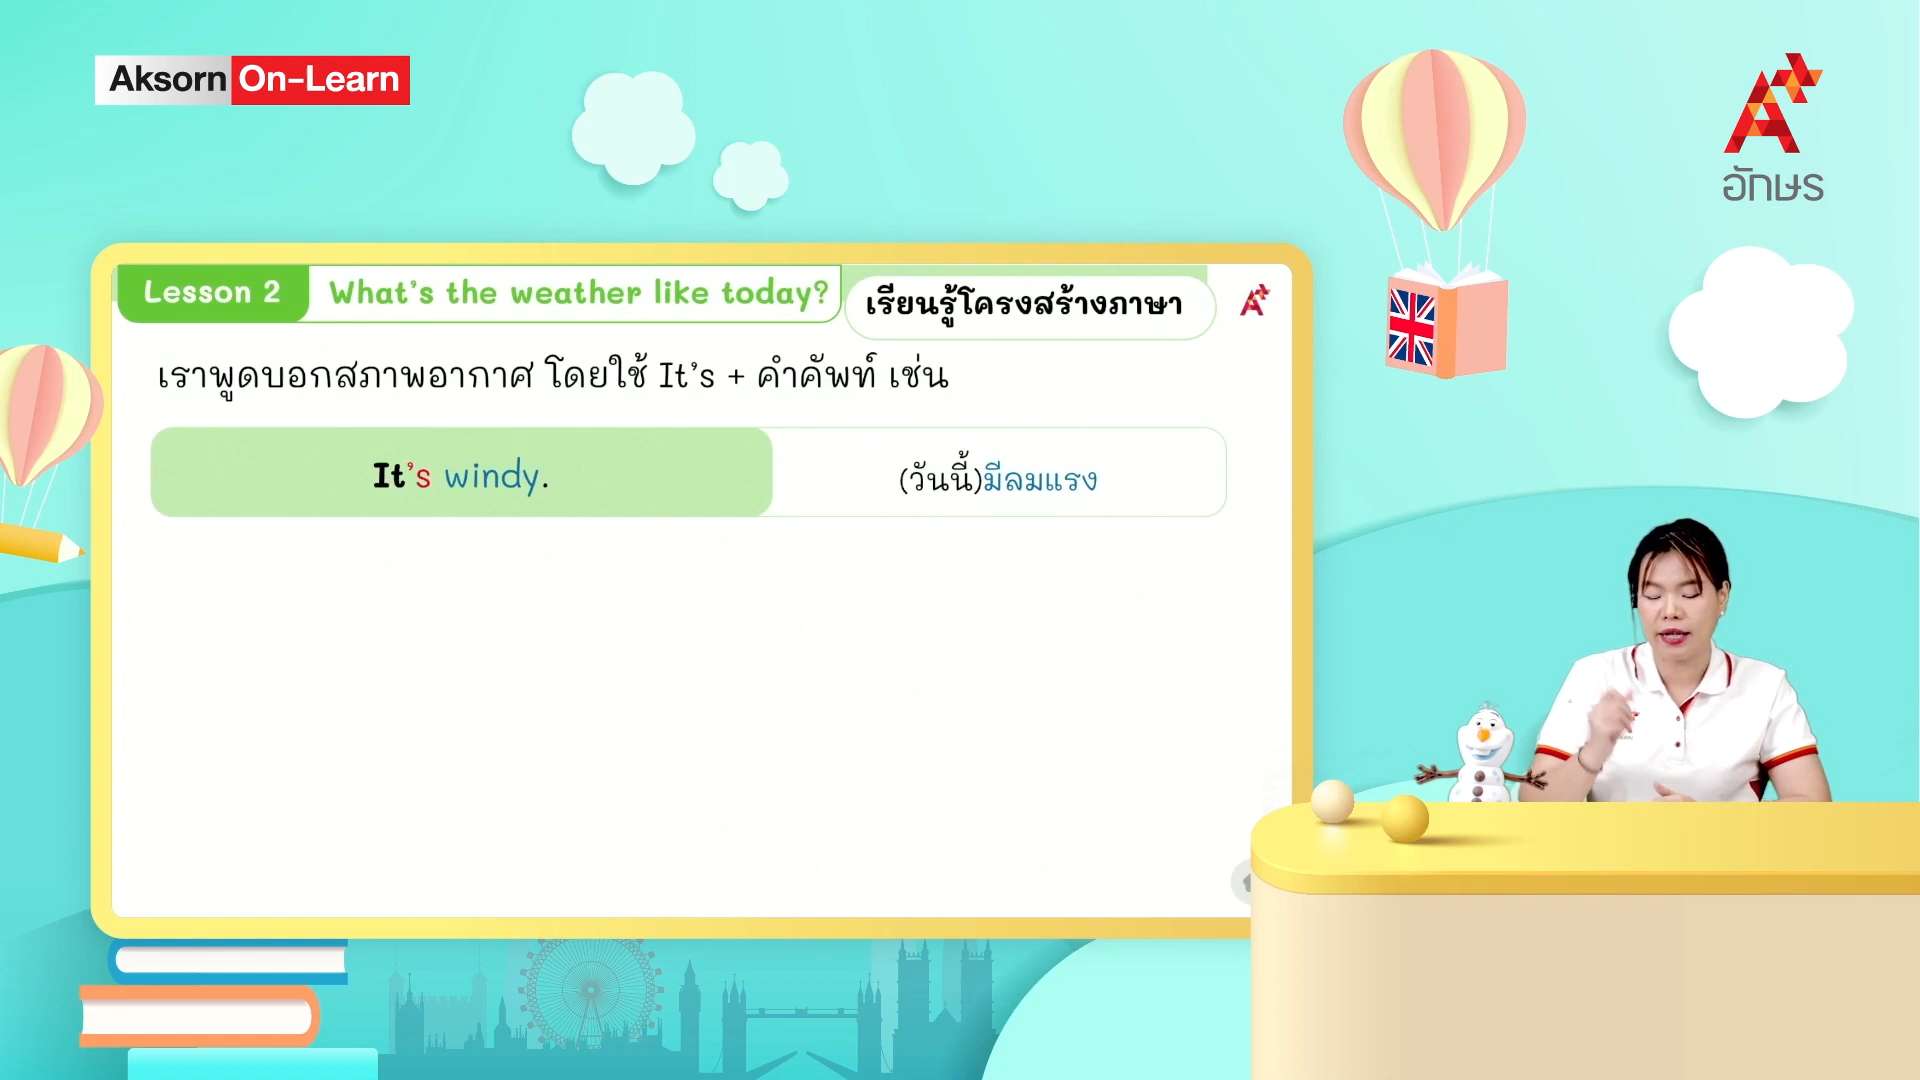 Aksorn On-Learn
อักษร
Lesson 2 What's the weather like today? เรียนรู้โครงสร้างภาษา
เราพูดบอกสภาพอากาศ โดยใช้ It's + คำคัพท์ เช่น
It's windy. (วันนี้)มีลมแรง